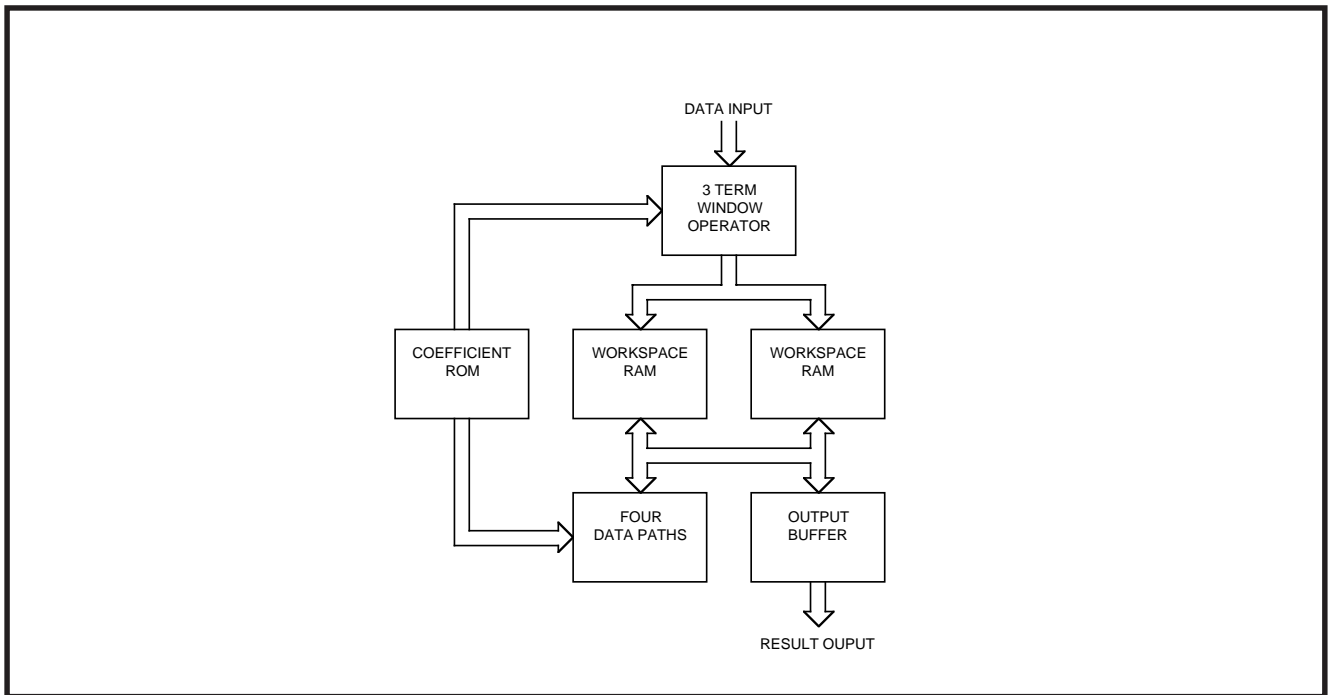 DATA INPUT
3 TERM
WINDOW
OPERATOR
COEFFICIENT
ROM
WORKSPACE
RAM
WORKSPACE
RAM
FOUR
DATA PATHS
OUTPUT
BUFFER
RESULT OUPUT